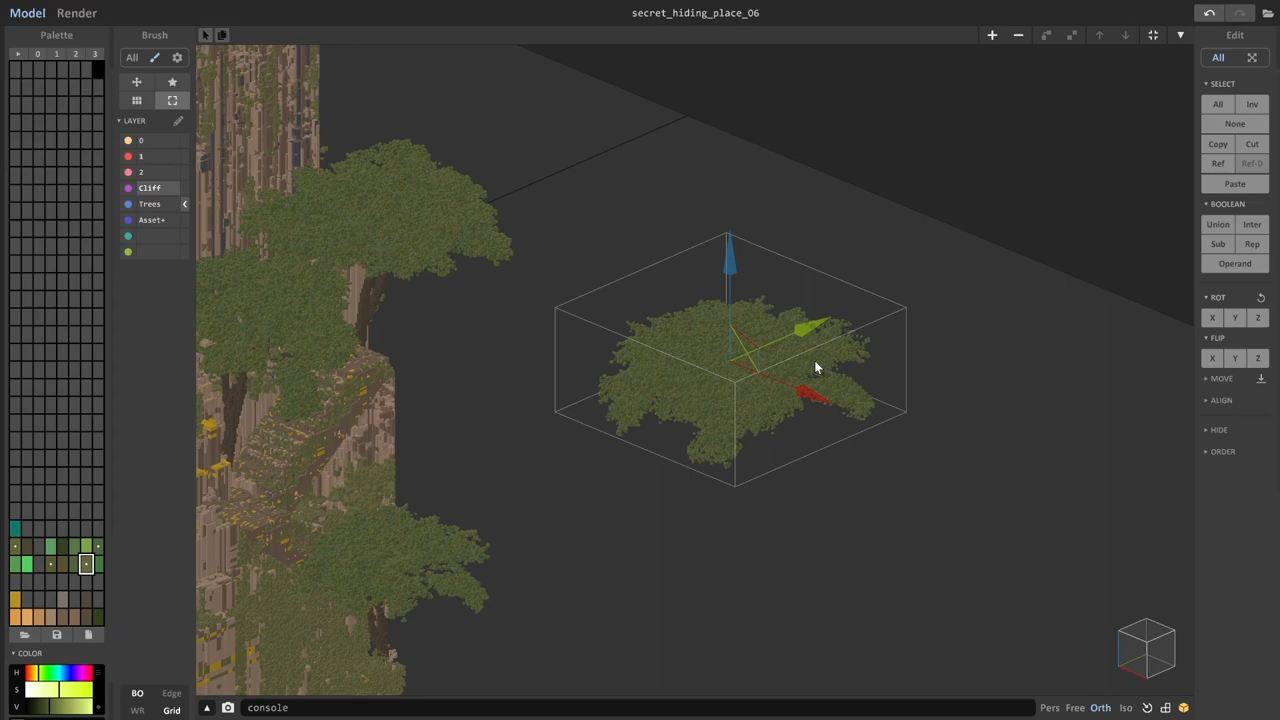 Model Render
secret_hiding_place_06
Palette
Brush
Edit
0 1 2 3
All
All
LAYER
0
1
2
Cliff
Trees
Asset+
SELECT
All Inv
None
Copy Cut
Ref Ref-D
Paste
BOOLEAN
Union Inter
Sub Rep
Operand
ROT
X Y Z
FLIP
X Y Z
MOVE
ALIGN
HIDE
ORDER
COLOR
H
S
V
BO Edge
WR Grid
console
Pers Free Orth Iso